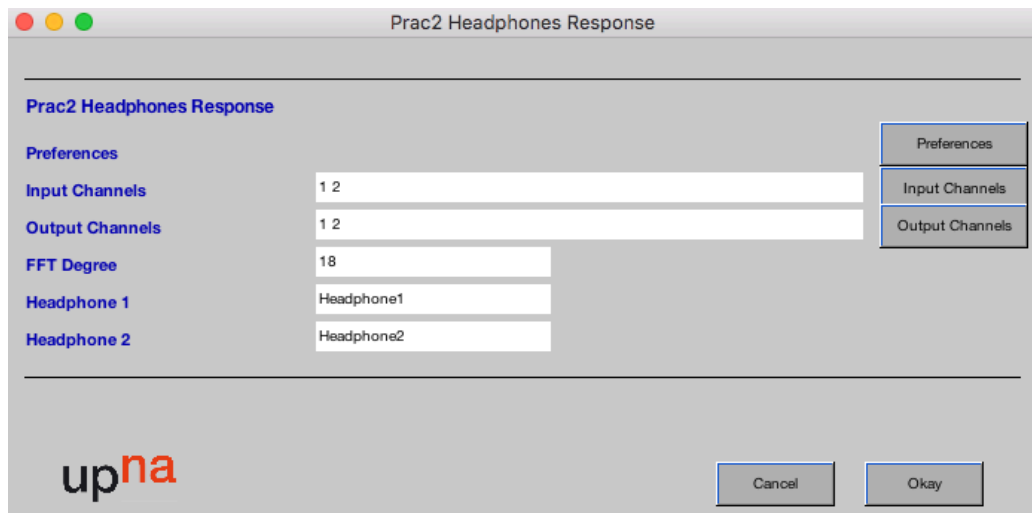 Prac2 Headphones Response
Prac2 Headphones Response
Preferences Preferences
Input Channels 1 2 Input Channels
Output Channels 1 2 Output Channels
FFT Degree 18
Headphone 1 Headphone1
Headphone 2 Headphone2
upna
Cancel Okay